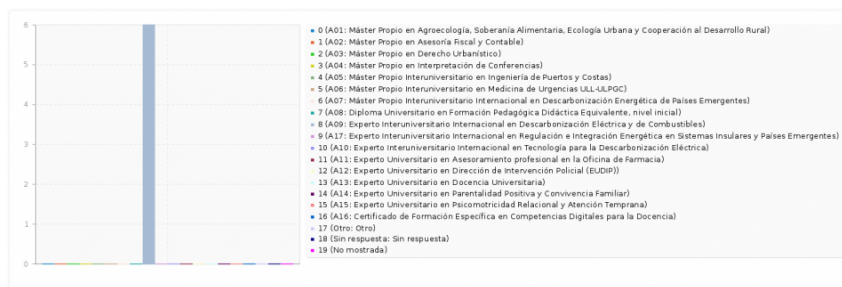 6
5
4
3
2
1
0
0 (A01: Máster Propio en Agroecología, Soberanía Alimentaria, Ecología Urbana y Cooperación al Desarrollo Rural)
1 (A02: Máster Propio en Asesoría Fiscal y Contable)
2 (A03: Máster Propio en Derecho Urbanístico)
3 (A04: Máster Propio en Interpretación de Conferencias)
4 (A05: Máster Propio Interuniversitario en Ingeniería de Puertos y Costas)
5 (A06: Máster Propio Interuniversitario en Medicina de Urgencias ULL-ULPGC)
6 (A07: Máster Propio Interuniversitario Internacional en Descarbonización Energética de Países Emergentes)
7 (A08: Diploma Universitario en Formación Pedagógica Didáctica Equivalente, nivel inicial)
8 (A09: Experto Interuniversitario Internacional en Descarbonización Eléctrica y de Combustibles)
9 (A17: Experto Interuniversitario Internacional en Regulación e Integración Energética en Sistemas Insulares y Países Emergentes)
10 (A10: Experto Interuniversitario Internacional en Tecnología para la Descarbonización Eléctrica)
11 (A11: Experto Universitario en Asesoramiento profesional en la Oficina de Farmacia)
12 (A12: Experto Universitario en Dirección de Intervención Policial (EUDIP))
13 (A13: Experto Universitario en Docencia Universitaria)
14 (A14: Experto Universitario en Parentalidad Positiva y Convivencia Familiar)
15 (A15: Experto Universitario en Psicomotricidad Relacional y Atención Temprana)
16 (A16: Certificado de Formación Específica en Competencias Digitales para la Docencia)
17 (Otro: Otro)
18 (Sin respuesta: Sin respuesta)
19 (No mostrada)